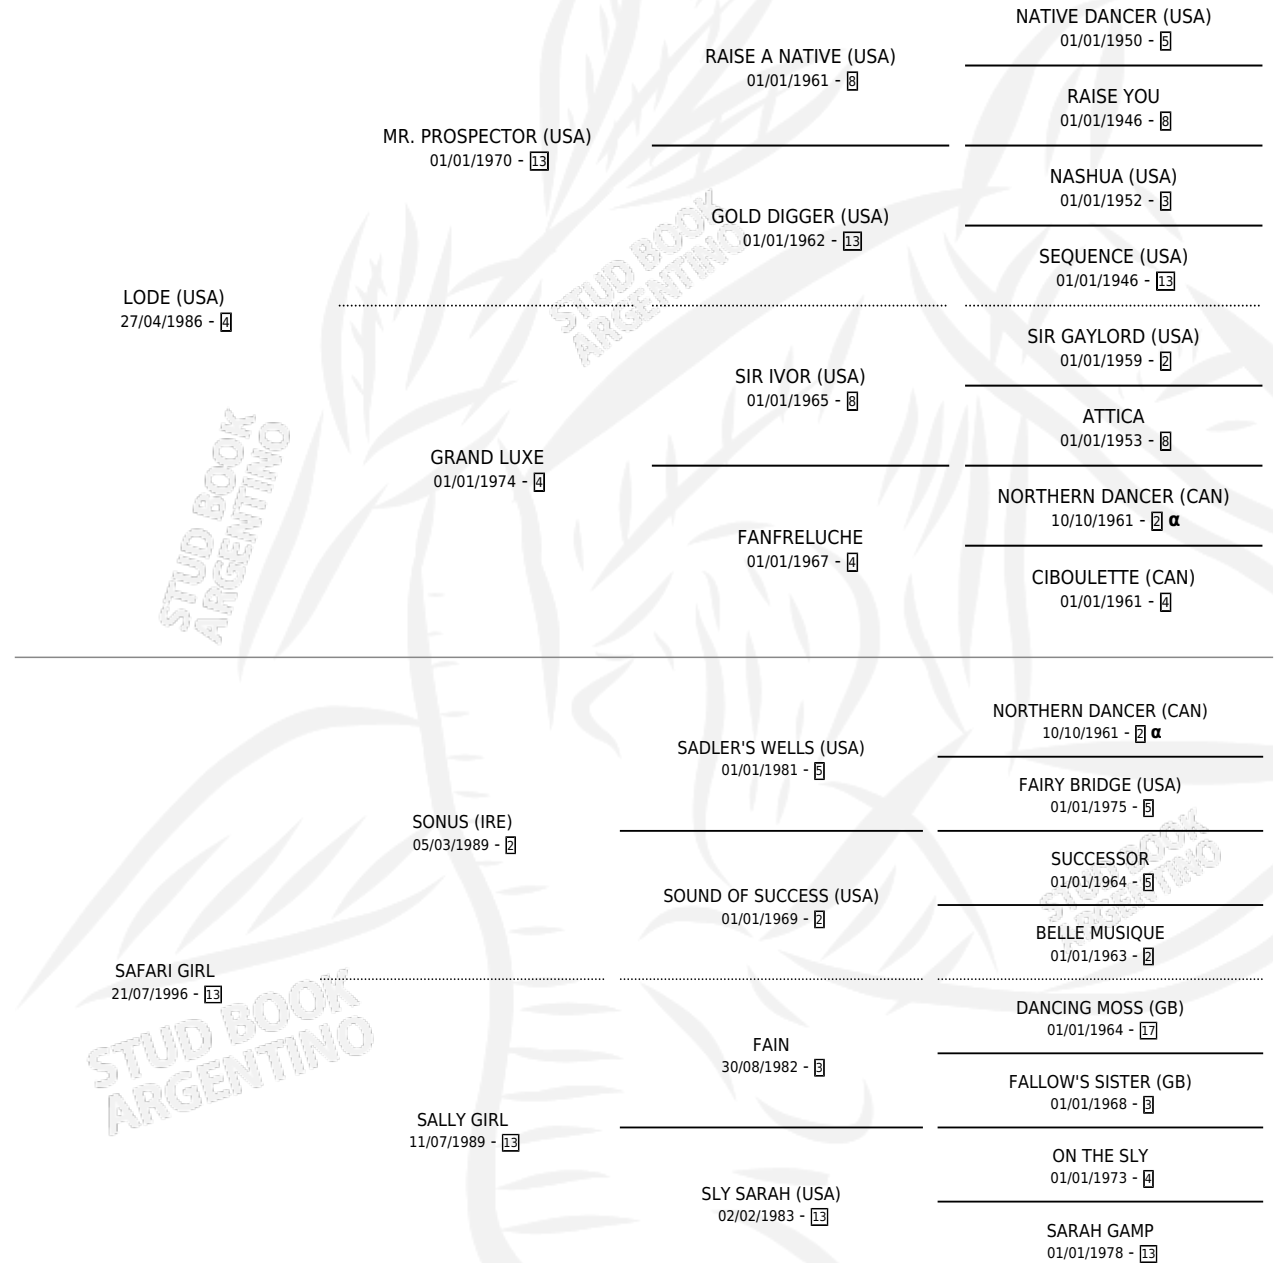 NATIVE DANCER (USA)
01/01/1950 - 5
RAISE A NATIVE (USA)
01/01/1961 - 8
RAISE YOU
01/01/1946 - 8
MR. PROSPECTOR (USA)
01/01/1970 - 13
NASHUA (USA)
01/01/1952 - 3
GOLD DIGGER (USA)
01/01/1962 - 13
SEQUENCE (USA)
01/01/1946 - 13
LODE (USA)
27/04/1986 - 4
STUD BOOK
ARGENTINO
SIR GAYLORD (USA)
01/01/1959 - 2
SIR IVOR (USA)
01/01/1965 - 8
ATTICA
01/01/1953 - 8
GRAND LUXE
01/01/1974 - 4
NORTHERN DANCER (CAN)
10/10/1961 - 2 α
FANFRELUCHE
01/01/1967 - 4
CIBOULETTE (CAN)
01/01/1961 - 4
STUD BOOK
ARGENTINO
NORTHERN DANCER (CAN)
10/10/1961 - 2 α
SADLER'S WELLS (USA)
01/01/1981 - 5
FAIRY BRIDGE (USA)
01/01/1975 - 5
SONUS (IRE)
05/03/1989 - 2
SUCCESSOR
01/01/1964 - 5
SOUND OF SUCCESS (USA)
01/01/1969 - 2
BELLE MUSIQUE
01/01/1963 - 2
STUD BOOK
ARGENTINO
SAFARI GIRL
21/07/1996 - 13
DANCING MOSS (GB)
01/01/1964 - 17
FAIN
30/08/1982 - 3
FALLOW'S SISTER (GB)
01/01/1968 - 3
SALLY GIRL
11/07/1989 - 13
ON THE SLY
01/01/1973 - 4
SLY SARAH (USA)
02/02/1983 - 13
SARAH GAMP
01/01/1978 - 13
STUD BOOK
ARGENTINO